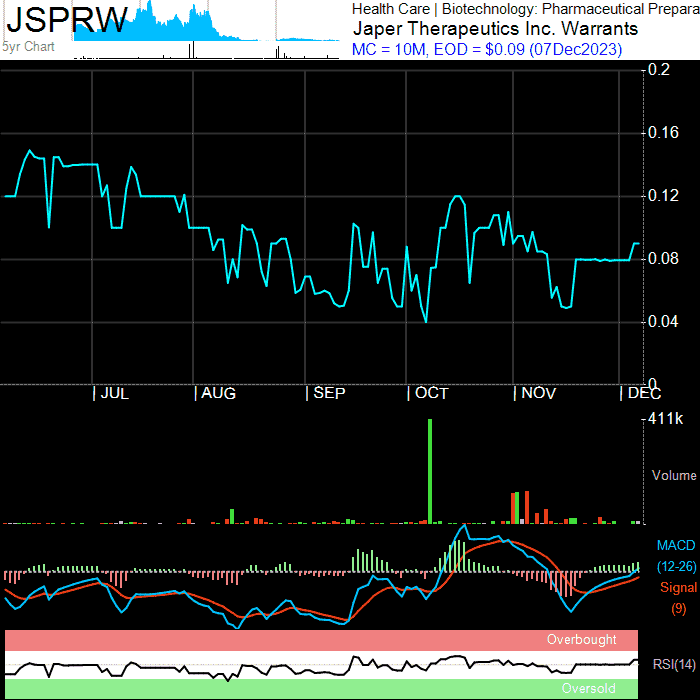 JSPRW
5yr Chart
Health Care | Biotechnology: Pharmaceutical Prepara
Japer Therapeutics Inc. Warrants
MC = 10M, EOD = $0.09 (07Dec2023)
0.2
0.16
0.12
0.08
0.04
0
| JUL
| AUG
| SEP
| OCT
| NOV
| DEC
411k
Volume
MACD
(12-26)
Signal
(9)
Overbought
RSI(14)
Oversold